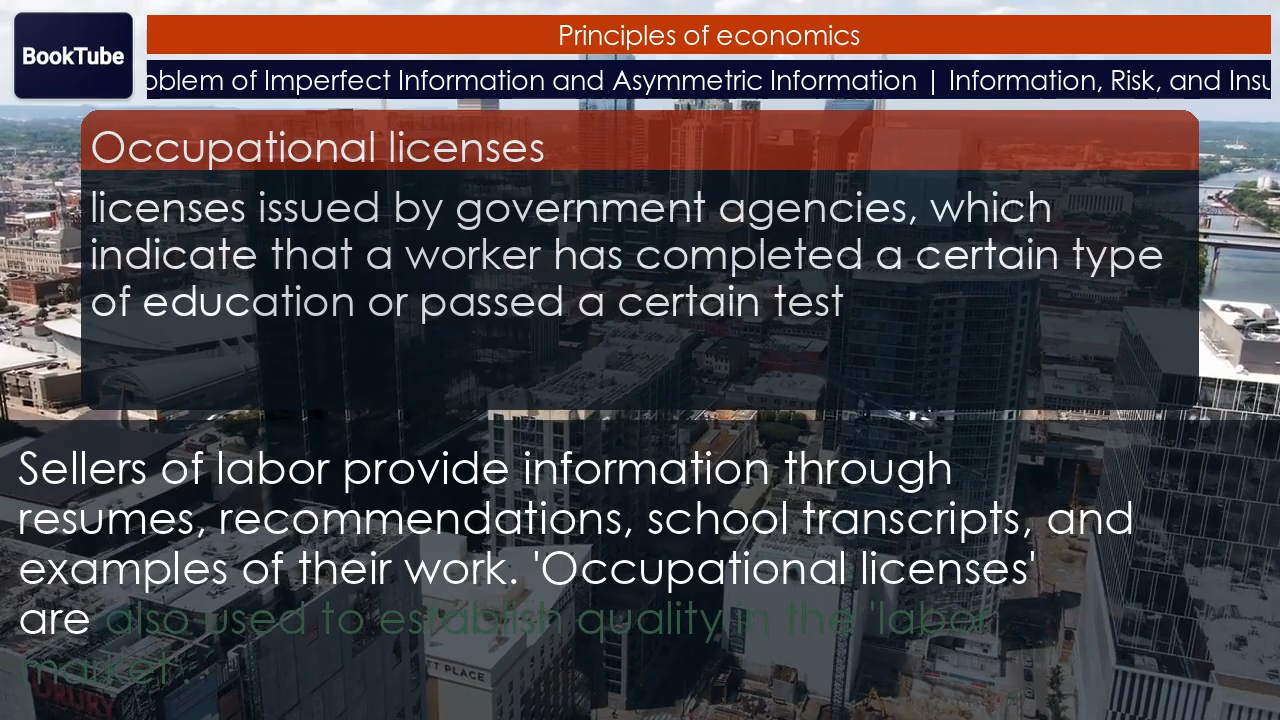 BookTube
Principles of economics
oblem of Imperfect Information and Asymmetric Information | Information, Risk, and Insu
Occupational licenses
licenses issued by government agencies, which
indicate that a worker has completed a certain type
of education or passed a certain test
Sellers of labor provide information through
resumes, recommendations, school transcripts, and
examples of their work. 'Occupational licenses'
are also used to establish quality in the 'labor
market'.
TT PLACE
LUXURY